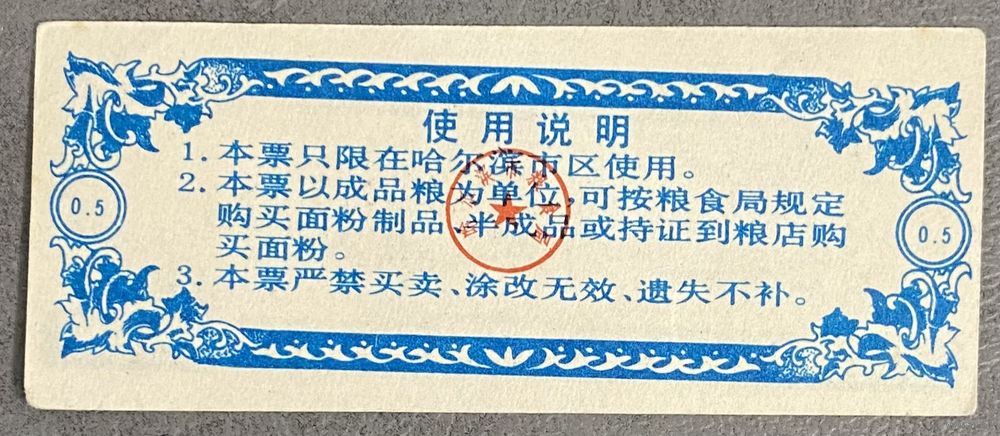 使用说明
1. 本票只限在哈尔滨市区使用。
2. 本票以成品粮为单位,可按粮食局规定
购买面粉制品、半成品或持证到粮店购
买面粉。
3. 本票严禁买卖、涂改无效、遗失不补。
0.5
0.5